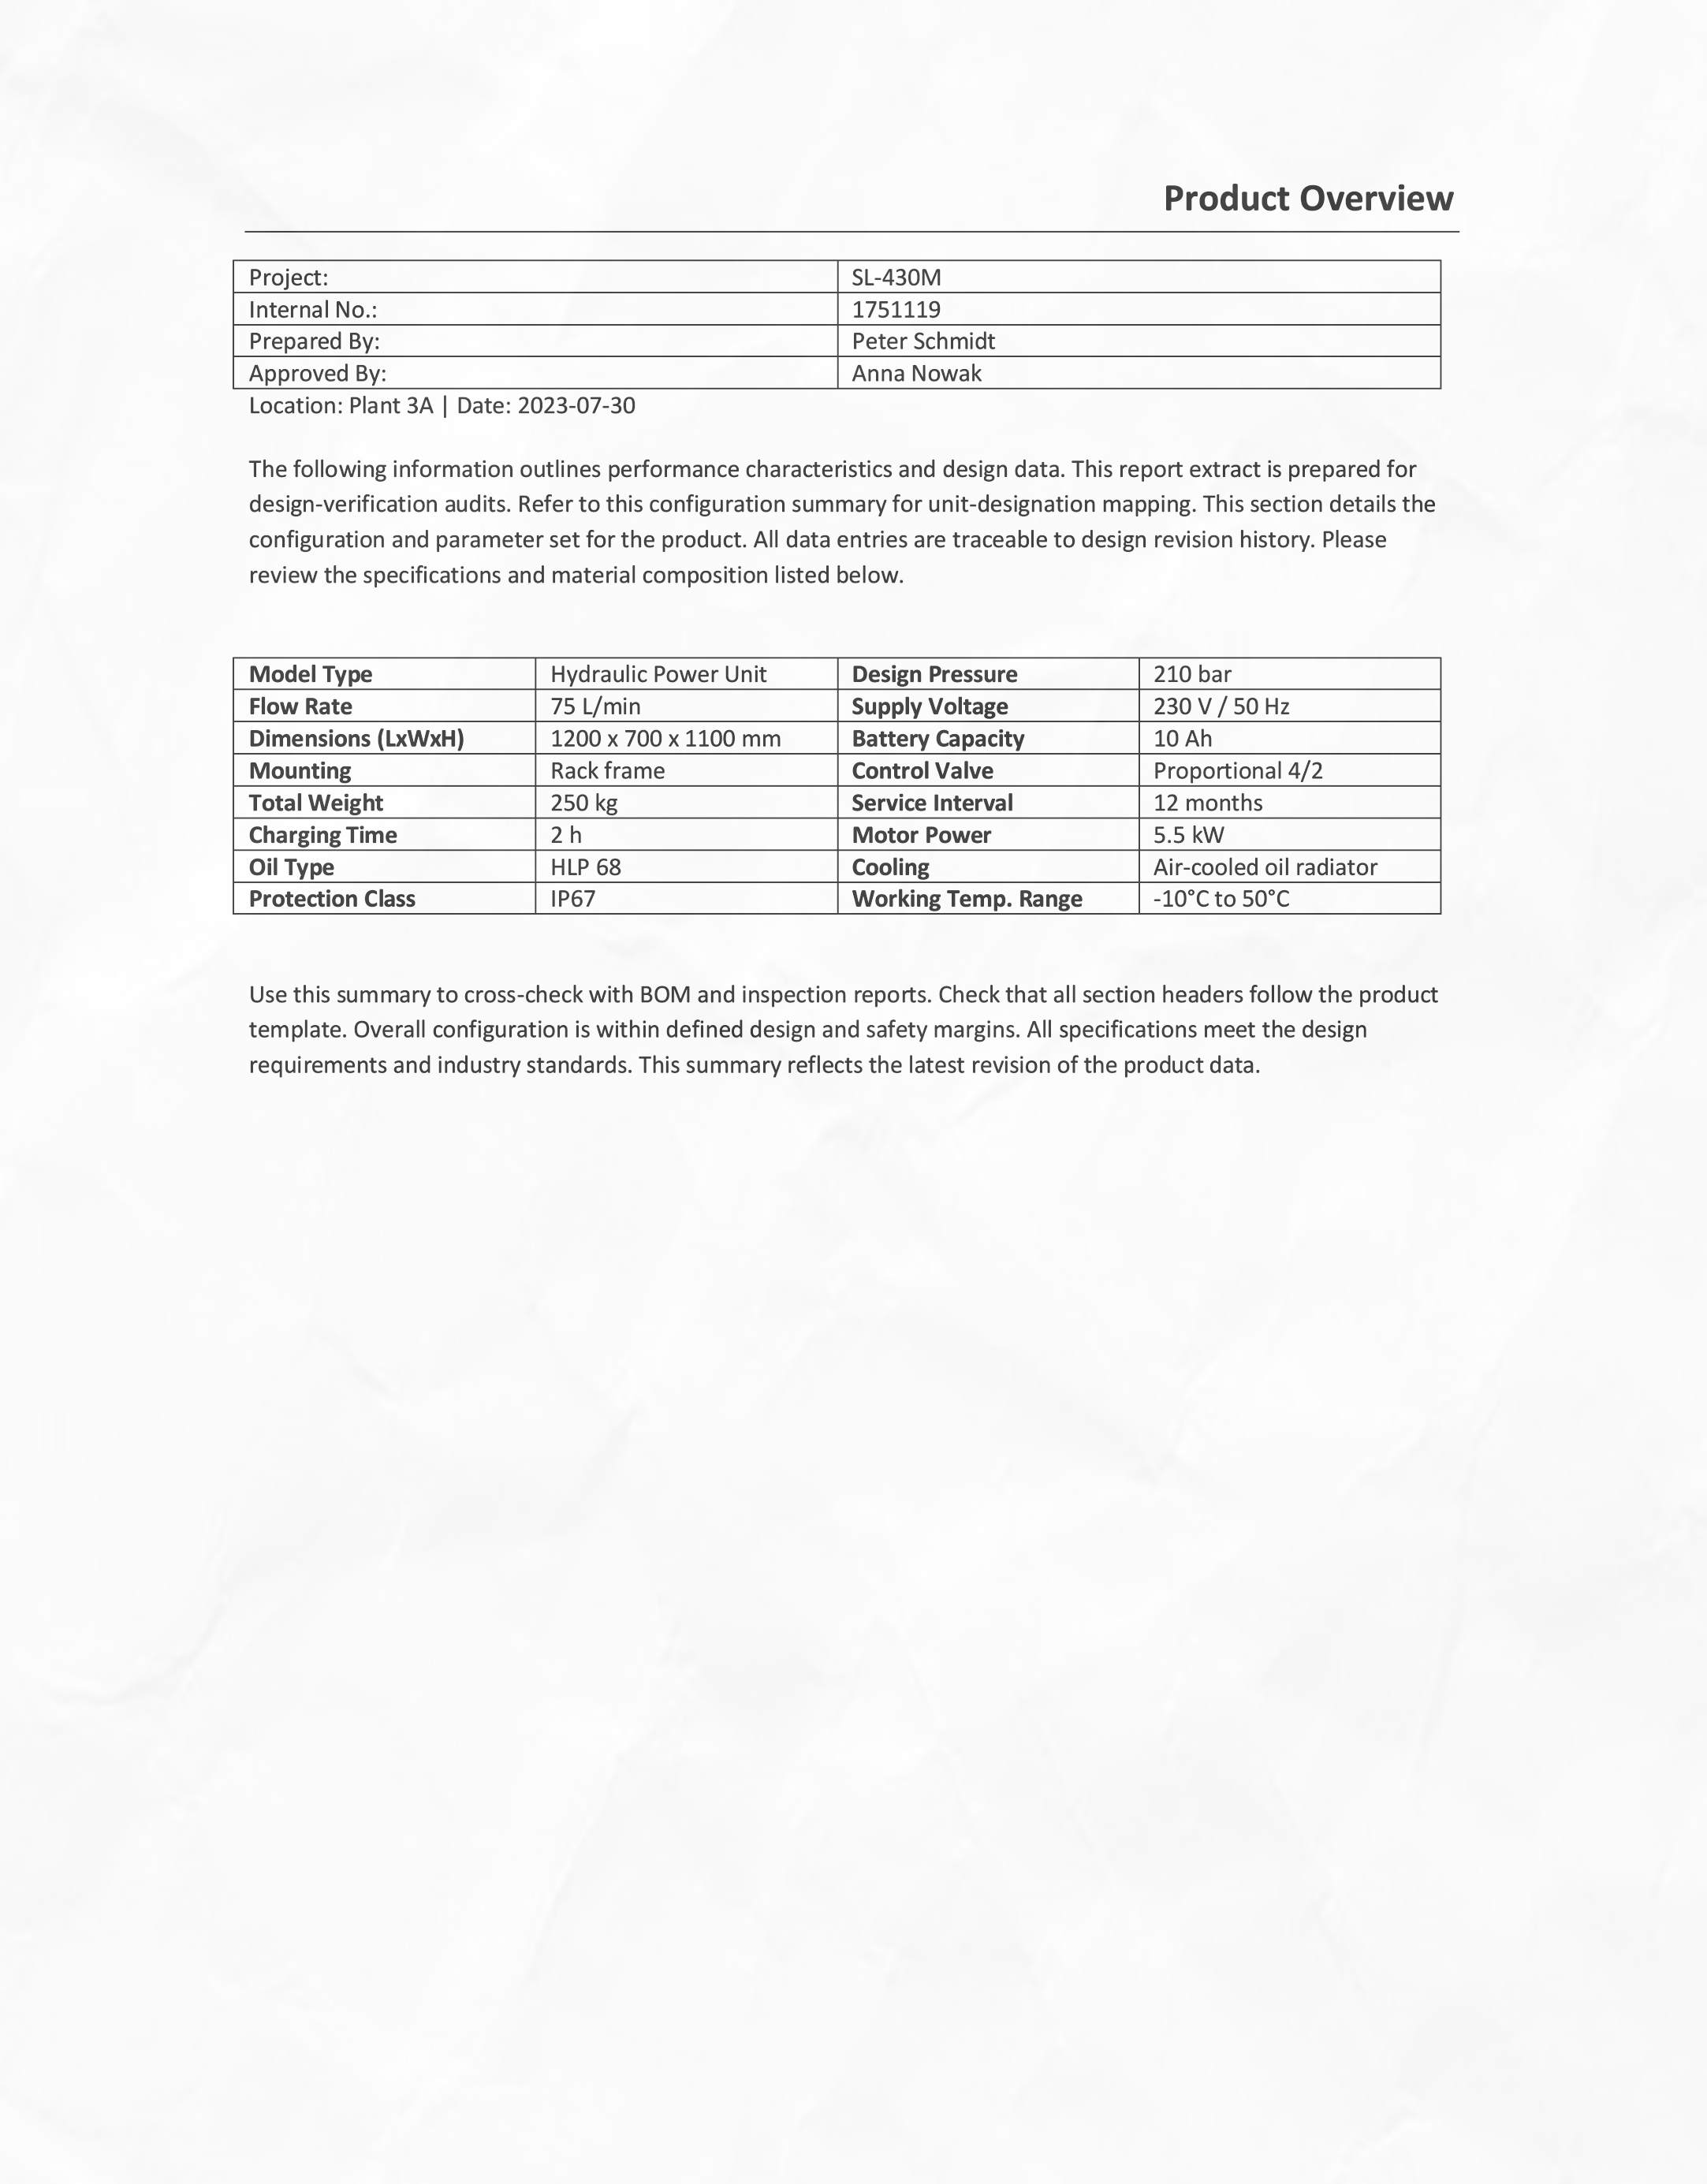 Product Overview
Project: SL-430M
Internal No.: 1751119
Prepared By: Peter Schmidt
Approved By: Anna Nowak
Location: Plant 3A | Date: 2023-07-30
The following information outlines performance characteristics and design data. This report extract is prepared for
design-verification audits. Refer to this configuration summary for unit-designation mapping. This section details the
configuration and parameter set for the product. All data entries are traceable to design revision history. Please
review the specifications and material composition listed below.
Model Type Hydraulic Power Unit Design Pressure 210 bar
Flow Rate 75 L/min Supply Voltage 230 V / 50 Hz
Dimensions (LxWxH) 1200 x 700 x 1100 mm Battery Capacity 10 Ah
Mounting Rack frame Control Valve Proportional 4/2
Total Weight 250 kg Service Interval 12 months
Charging Time 2 h Motor Power 5.5 kW
Oil Type HLP 68 Cooling Air-cooled oil radiator
Protection Class IP67 Working Temp. Range -10°C to 50°C
Use this summary to cross-check with BOM and inspection reports. Check that all section headers follow the product
template. Overall configuration is within defined design and safety margins. All specifications meet the design
requirements and industry standards. This summary reflects the latest revision of the product data.